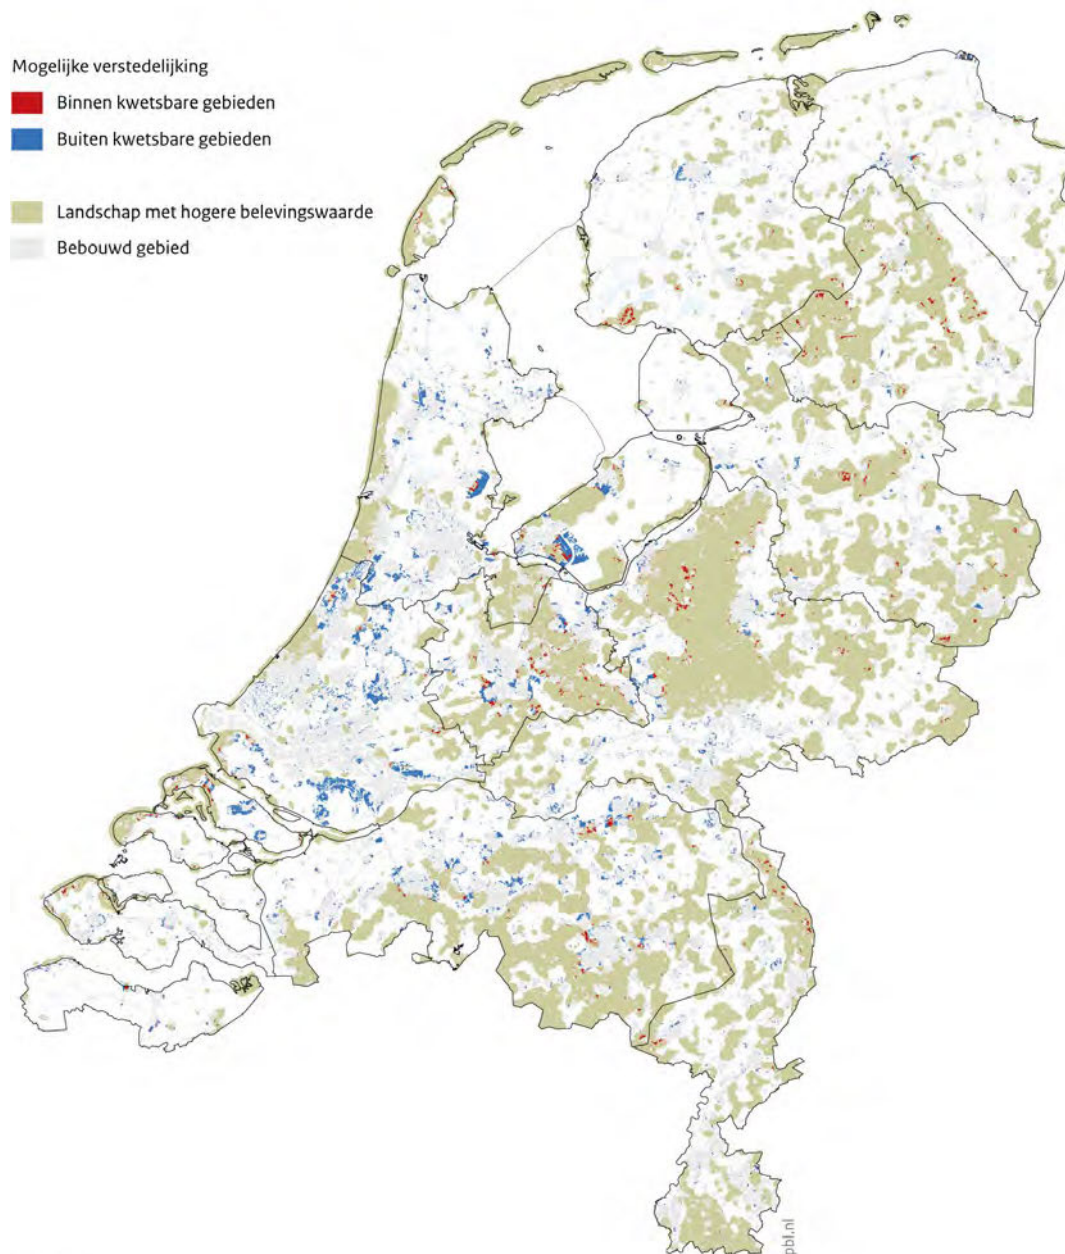 Mogelijke verstedelijking
Binnen kwetsbare gebieden
Buiten kwetsbare gebieden
Landschap met hogere belevingswaarde
Bebouwd gebied
pbl.nl